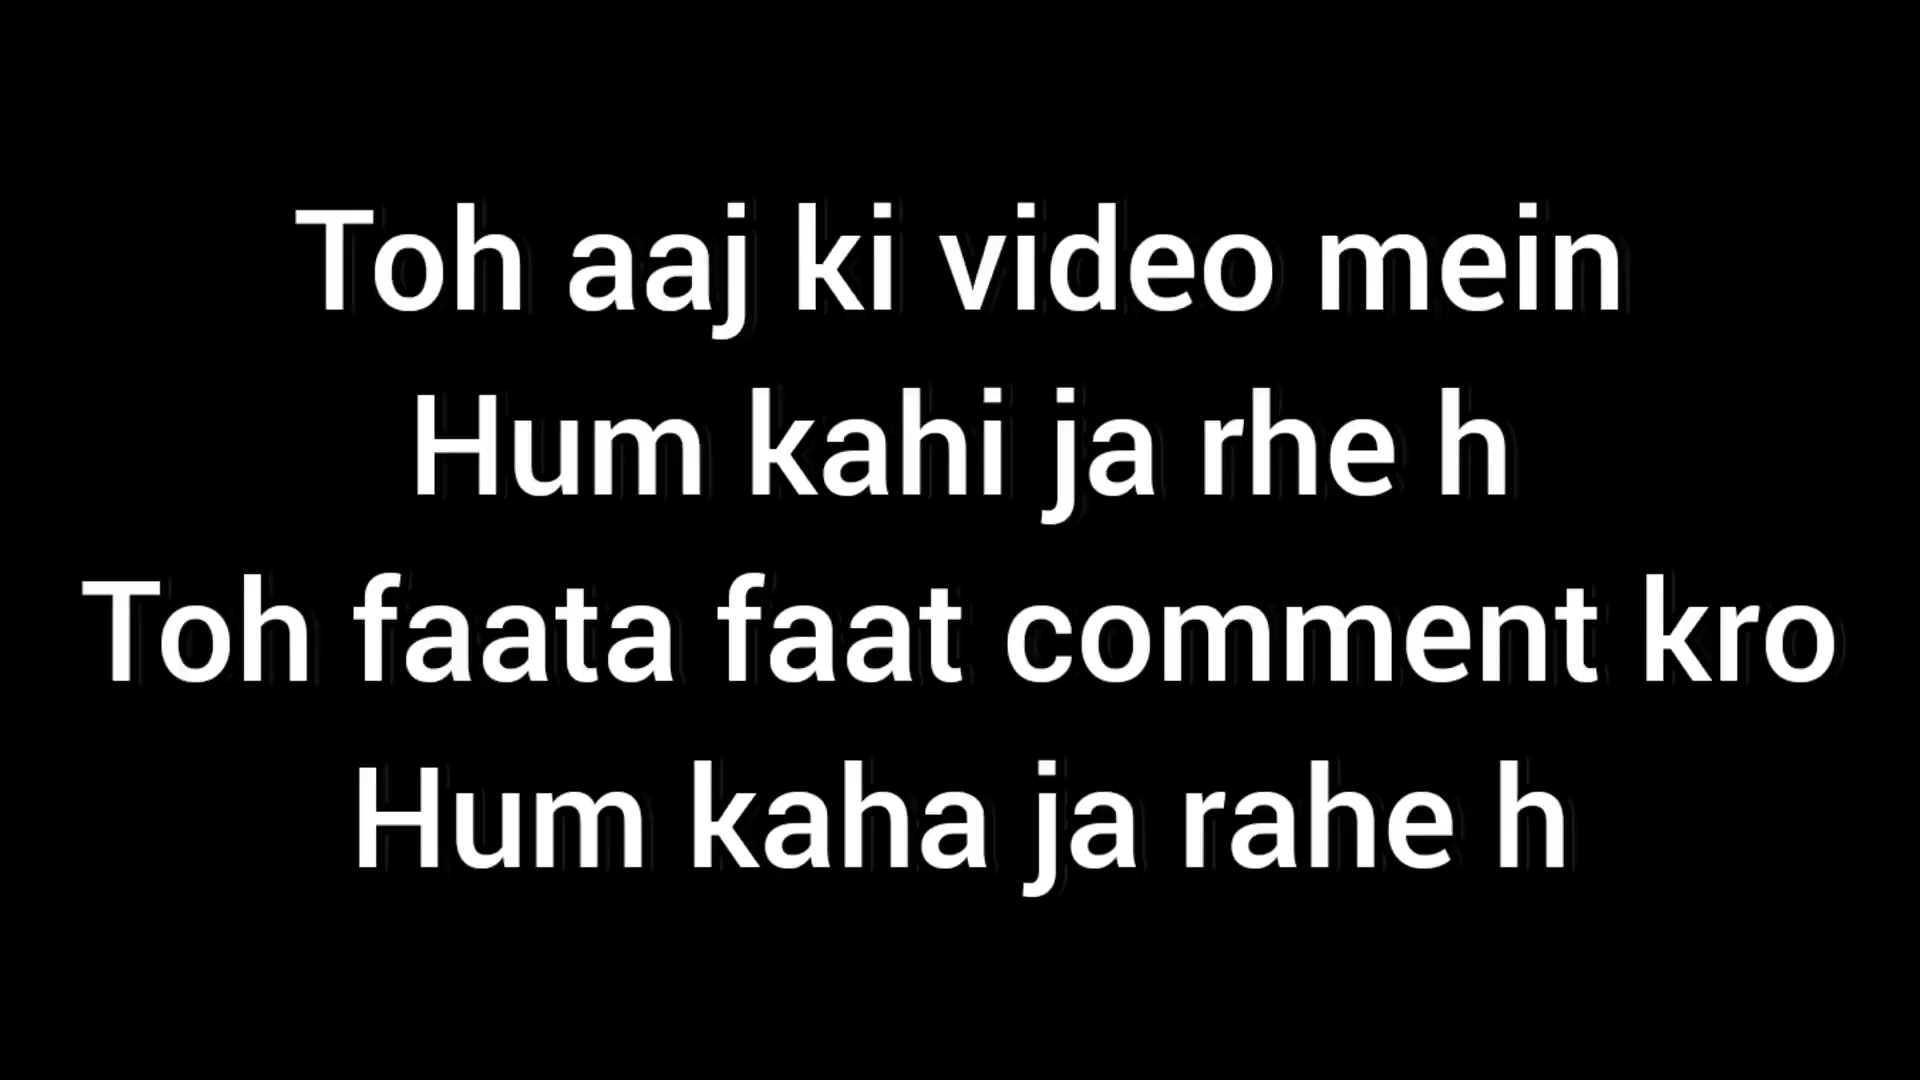 Toh aaj ki video mein
Hum kahi ja rhe h
Toh faata faat comment kro
Hum kaha ja rahe h